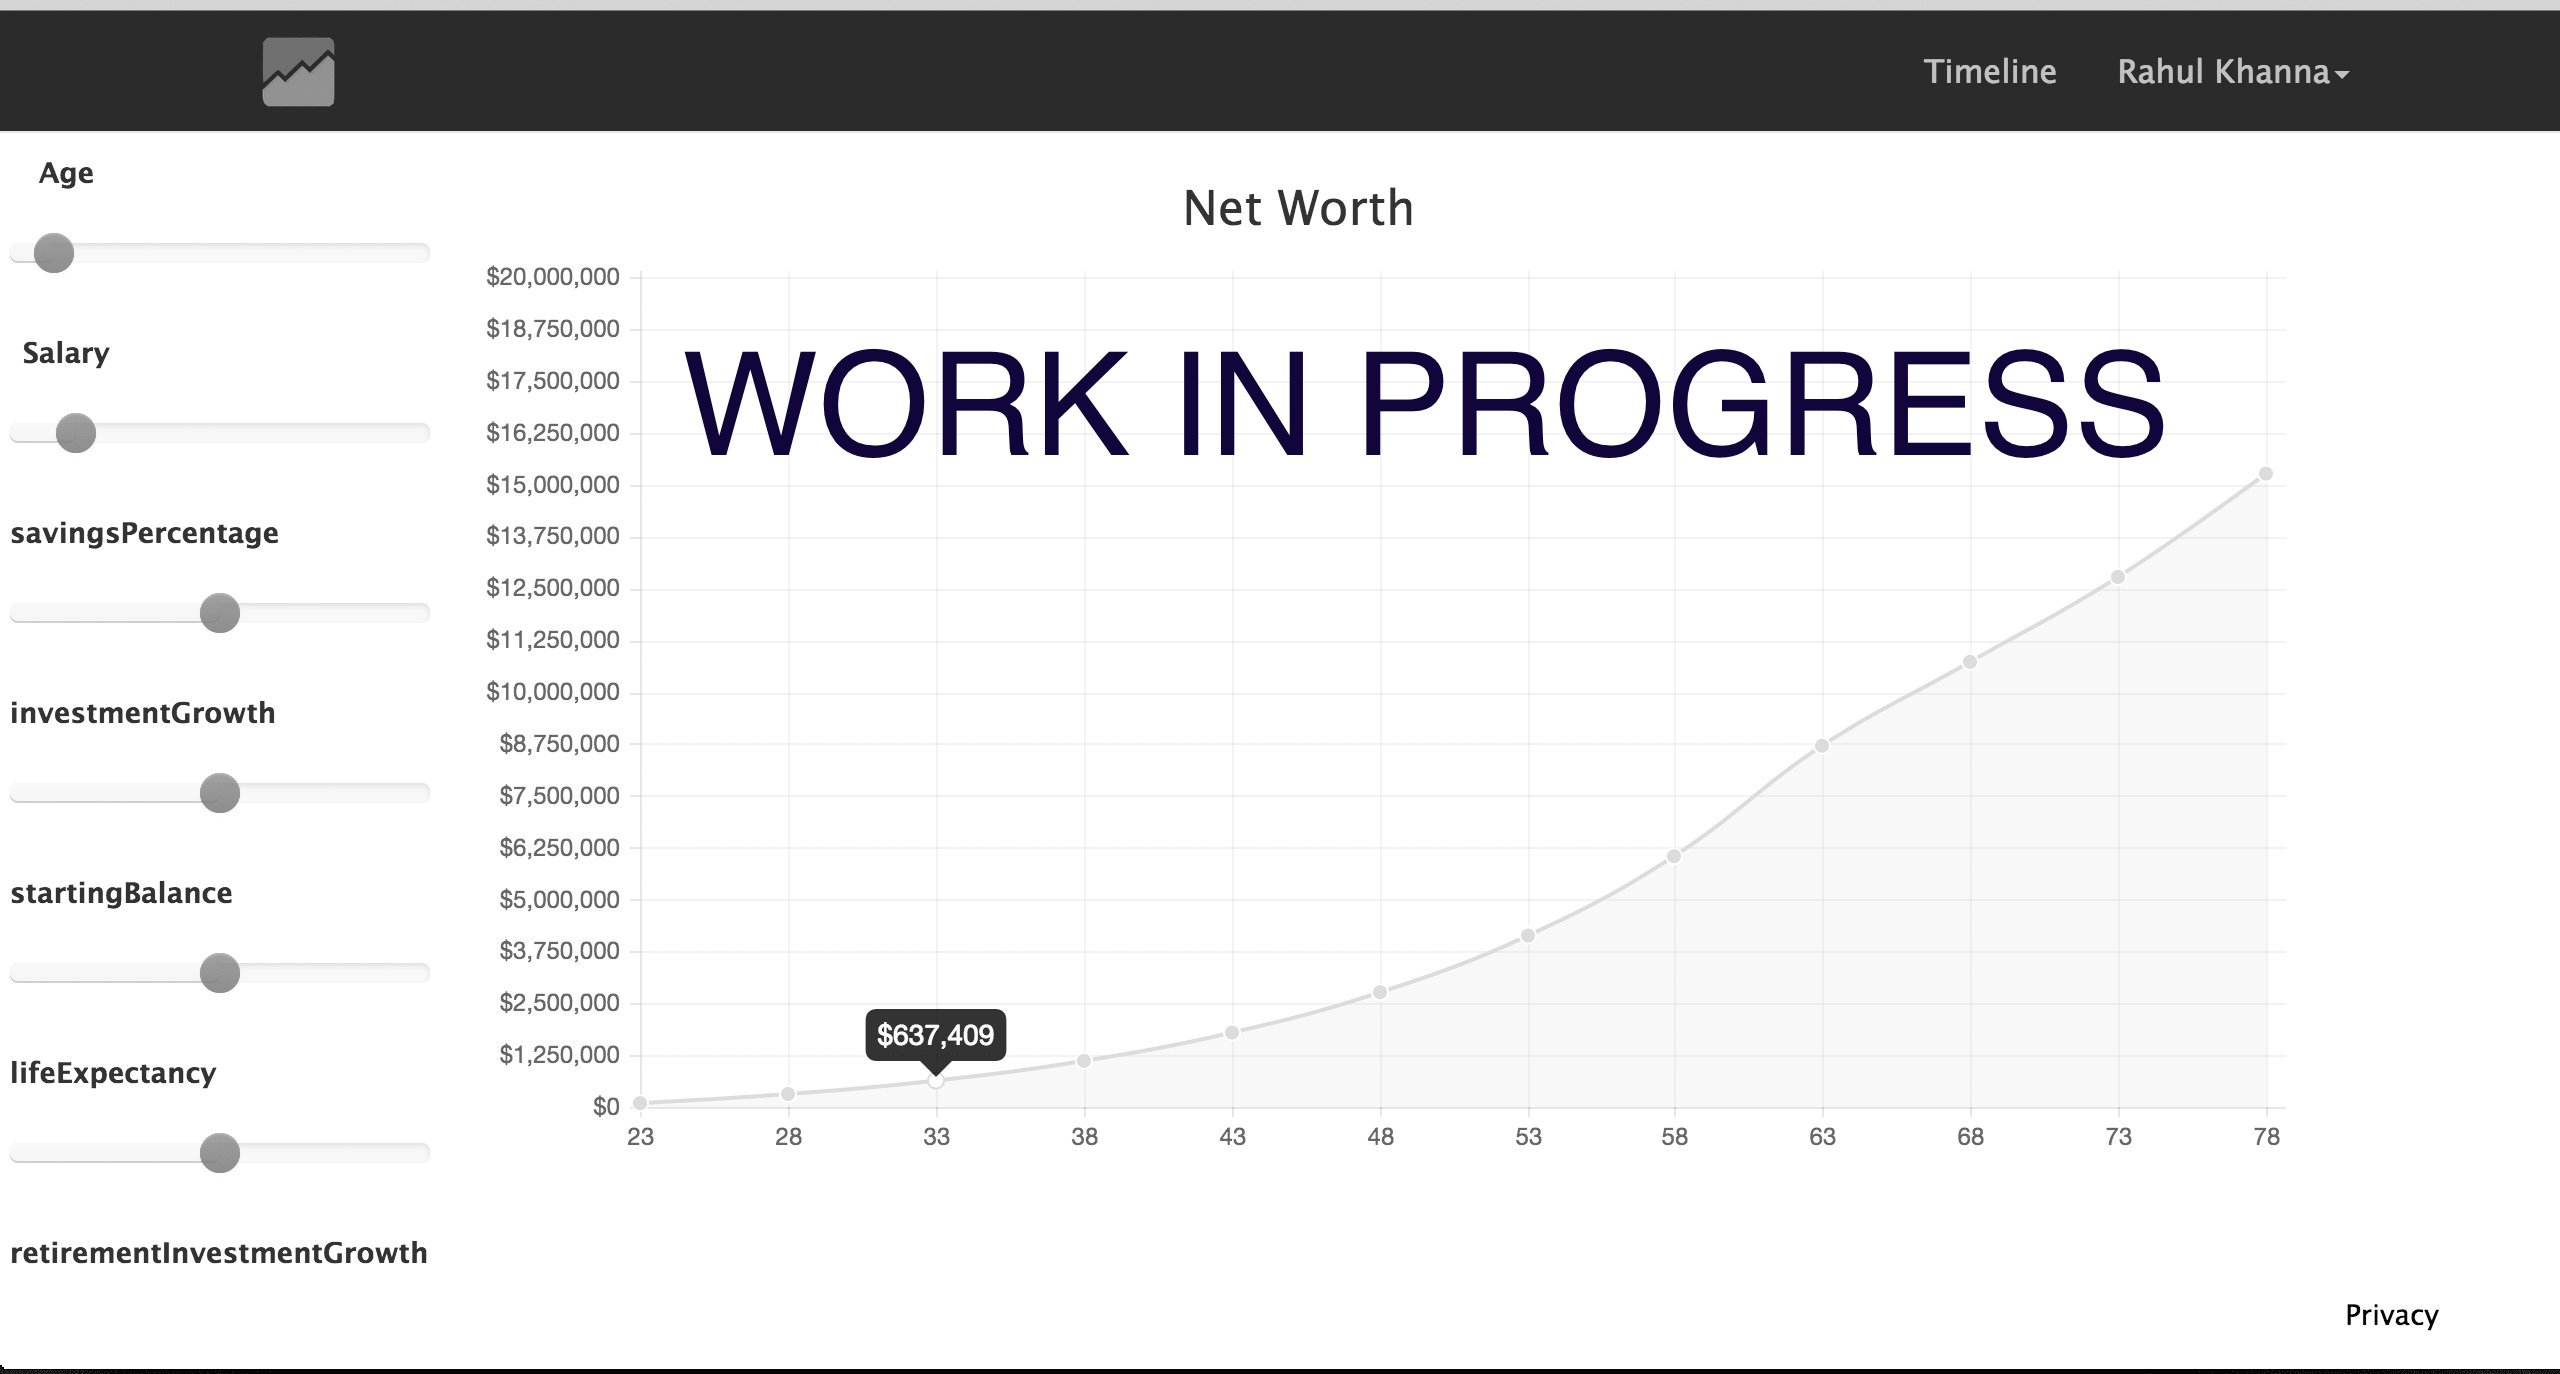 Timeline
Rahul Khanna
Age
Salary
savingsPercentage
investmentGrowth
startingBalance
lifeExpectancy
retirementInvestmentGrowth
Net Worth
WORK IN PROGRESS
$20,000,000
$18,750,000
$17,500,000
$16,250,000
$15,000,000
$13,750,000
$12,500,000
$11,250,000
$10,000,000
$8,750,000
$7,500,000
$6,250,000
$5,000,000
$3,750,000
$2,500,000
$1,250,000
$0
$637,409
23 28 33 38 43 48 53 58 63 68 73 78
Privacy